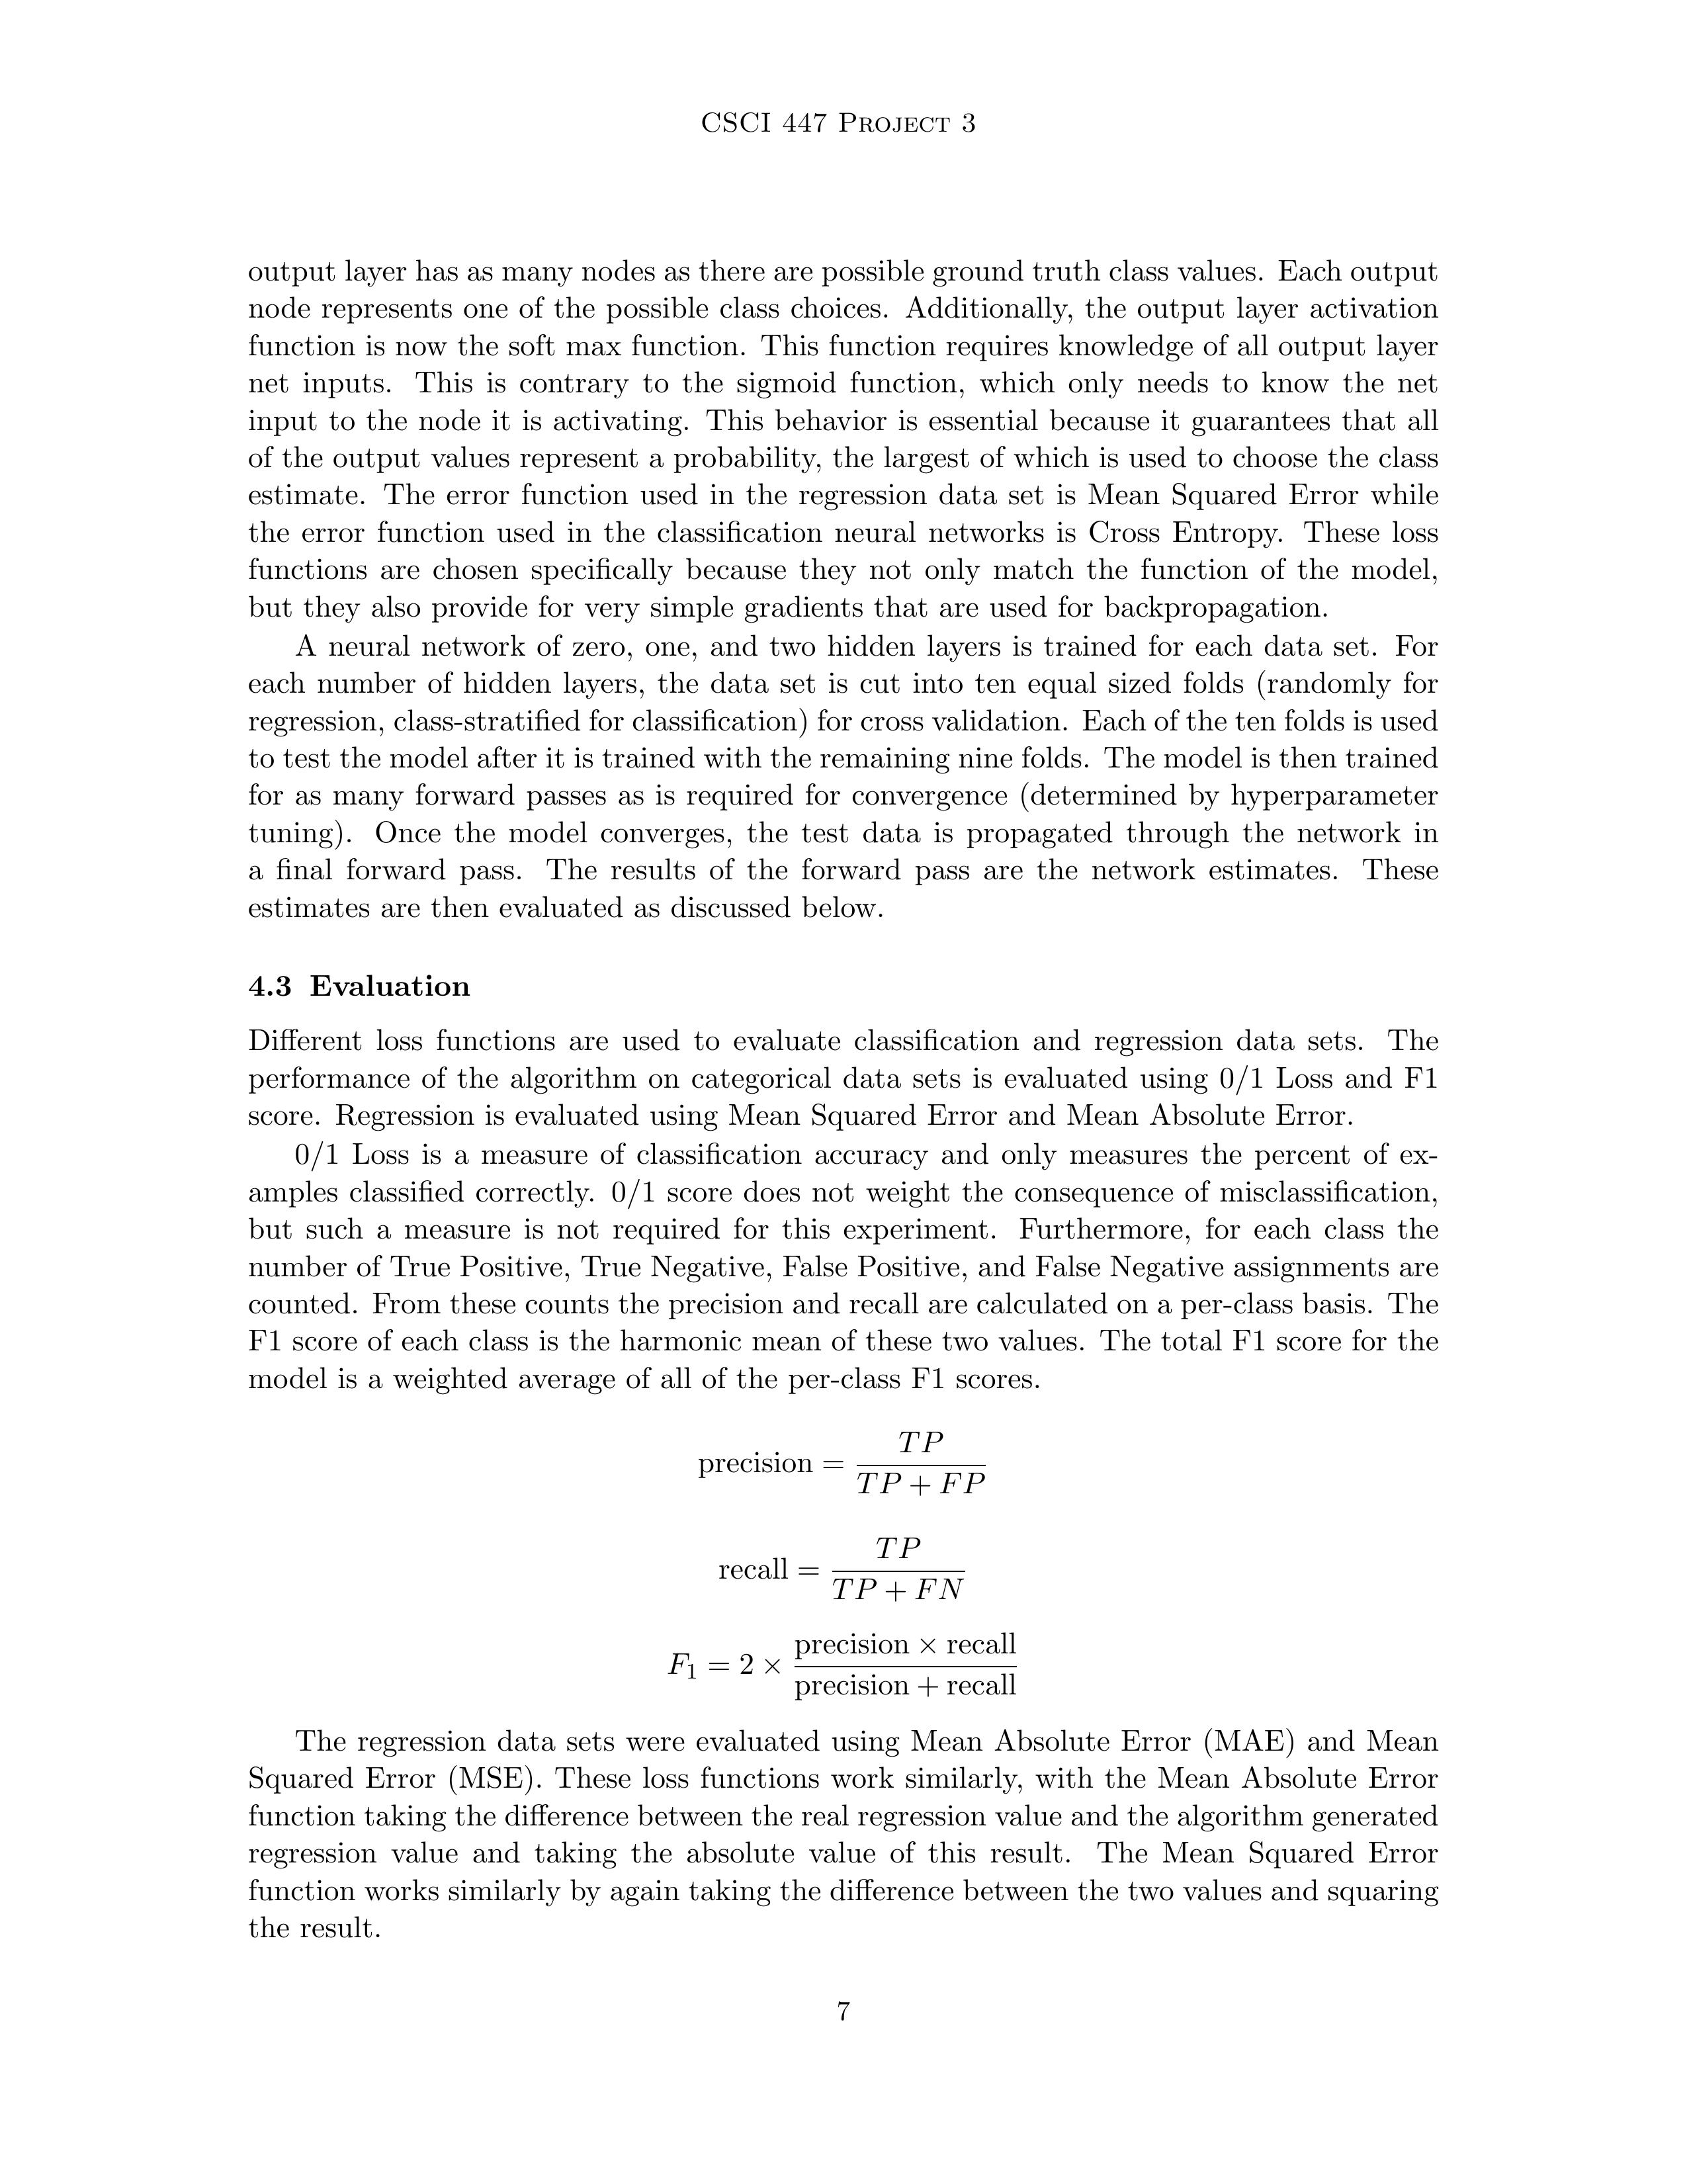 CSCI 447 Project 3
output layer has as many nodes as there are possible ground truth class values. Each output
node represents one of the possible class choices. Additionally, the output layer activation
function is now the soft max function. This function requires knowledge of all output layer
net inputs. This is contrary to the sigmoid function, which only needs to know the net
input to the node it is activating. This behavior is essential because it guarantees that all
of the output values represent a probability, the largest of which is used to choose the class
estimate. The error function used in the regression data set is Mean Squared Error while
the error function used in the classification neural networks is Cross Entropy. These loss
functions are chosen specifically because they not only match the function of the model,
but they also provide for very simple gradients that are used for backpropagation.
A neural network of zero, one, and two hidden layers is trained for each data set. For
each number of hidden layers, the data set is cut into ten equal sized folds (randomly for
regression, class-stratified for classification) for cross validation. Each of the ten folds is used
to test the model after it is trained with the remaining nine folds. The model is then trained
for as many forward passes as is required for convergence (determined by hyperparameter
tuning). Once the model converges, the test data is propagated through the network in
a final forward pass. The results of the forward pass are the network estimates. These
estimates are then evaluated as discussed below.
4.3 Evaluation
Different loss functions are used to evaluate classification and regression data sets. The
performance of the algorithm on categorical data sets is evaluated using 0/1 Loss and F1
score. Regression is evaluated using Mean Squared Error and Mean Absolute Error.
0/1 Loss is a measure of classification accuracy and only measures the percent of ex-
amples classified correctly. 0/1 score does not weight the consequence of misclassification,
but such a measure is not required for this experiment. Furthermore, for each class the
number of True Positive, True Negative, False Positive, and False Negative assignments are
counted. From these counts the precision and recall are calculated on a per-class basis. The
F1 score of each class is the harmonic mean of these two values. The total F1 score for the
model is a weighted average of all of the per-class F1 scores.
precision = TP / (TP + FP)
recall = TP / (TP + FN)
F₁ = 2 × (precision × recall) / (precision + recall)
The regression data sets were evaluated using Mean Absolute Error (MAE) and Mean
Squared Error (MSE). These loss functions work similarly, with the Mean Absolute Error
function taking the difference between the real regression value and the algorithm generated
regression value and taking the absolute value of this result. The Mean Squared Error
function works similarly by again taking the difference between the two values and squaring
the result.
7